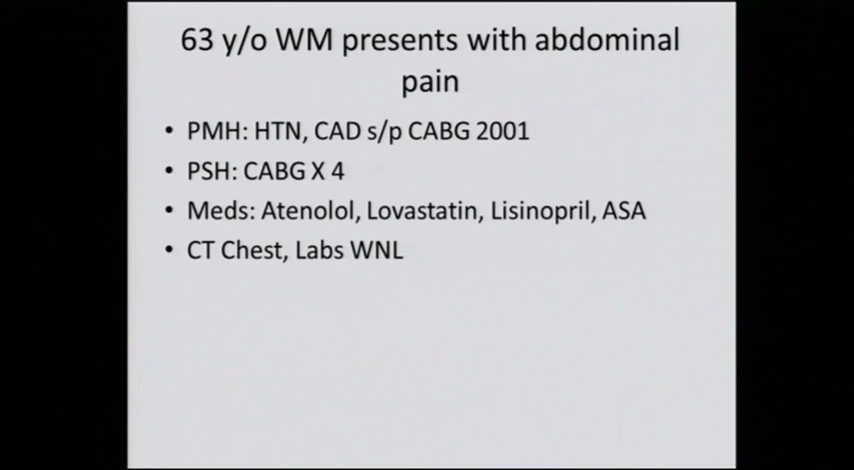 63 y/o WM presents with abdominal
pain
• PMH: HTN, CAD s/p CABG 2001
• PSH: CABG X 4
• Meds: Atenolol, Lovastatin, Lisinopril, ASA
• CT Chest, Labs WNL